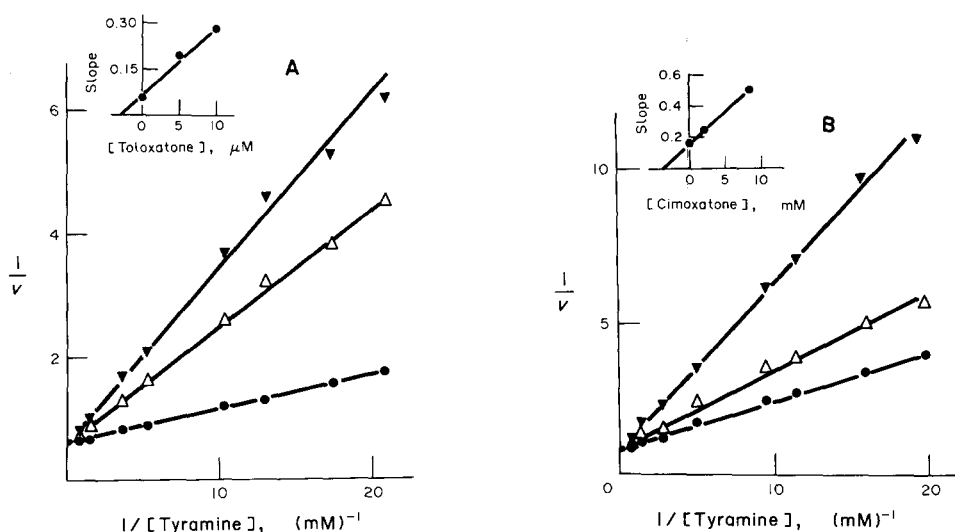 0.30
0.15
Slope
0 5 10
[Toloxatone], μM
A
6
4
2
1
v
0 10 20
1/[Tyramine], (mM)⁻¹
0.6
0.4
0.2
Slope
0 5 10
[Cimoxatone], mM
B
10
5
1
v
0 10 20
1/[Tyramine], (mM)⁻¹